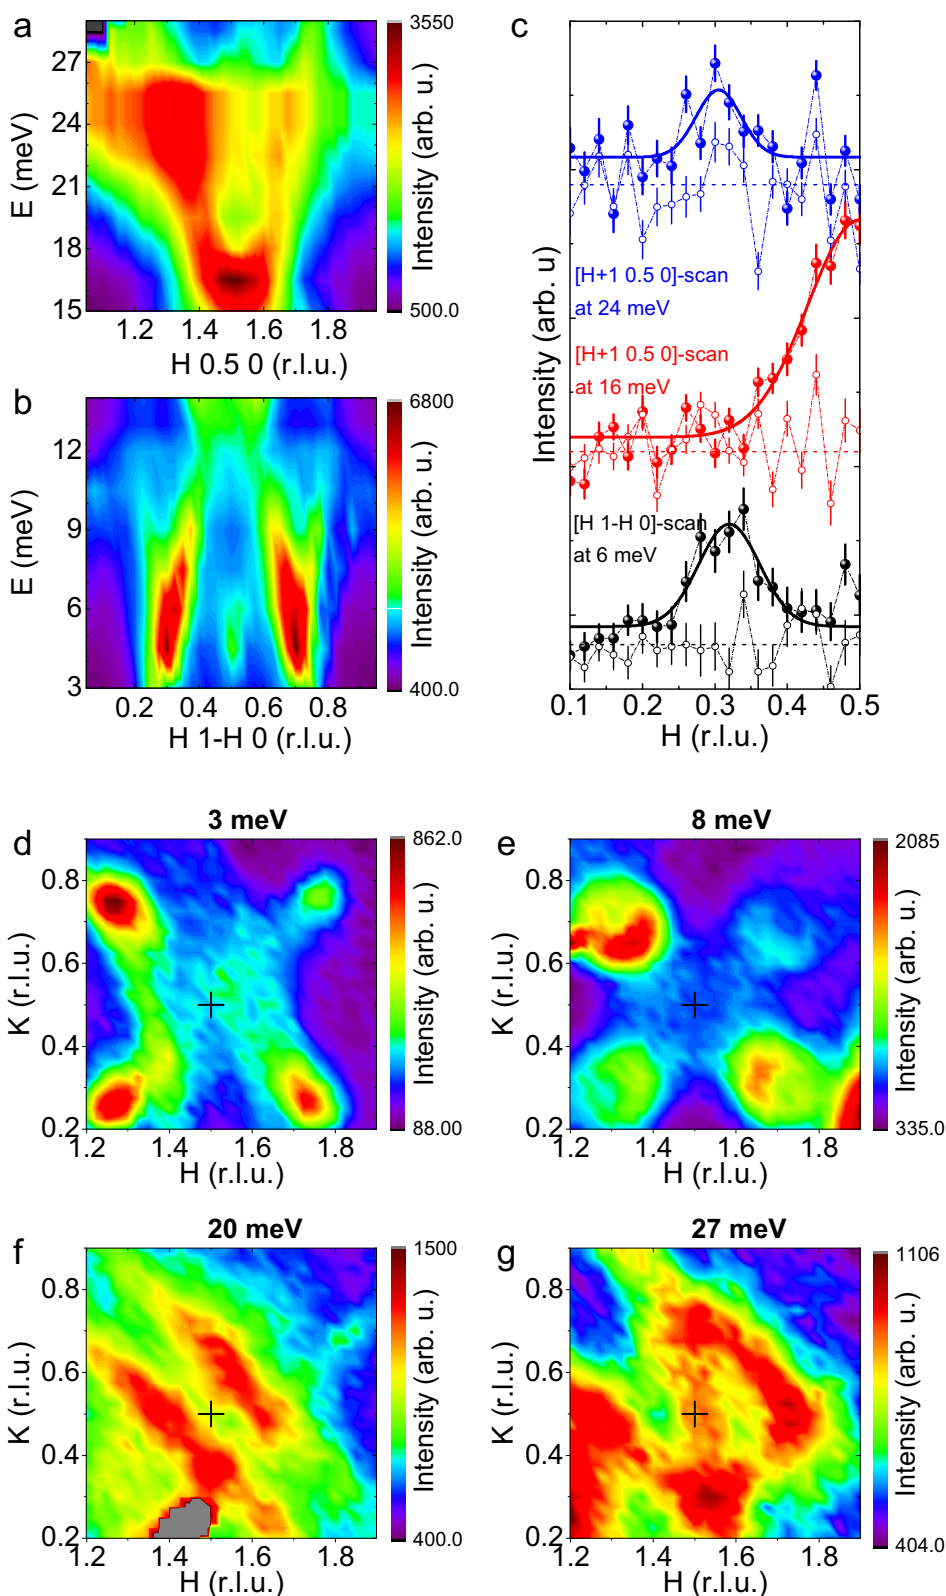 a
3550
27
24
21
18
15
E (meV)
1.2 1.4 1.6 1.8
H 0.5 0 (r.l.u.)
Intensity (arb. u.)
500.0
b
6800
12
9
6
3
E (meV)
0.2 0.4 0.6 0.8
H 1-H 0 (r.l.u.)
Intensity (arb. u.)
400.0
c
Intensity (arb. u)
[H+1 0.5 0]-scan
at 24 meV
[H+1 0.5 0]-scan
at 16 meV
[H 1-H 0]-scan
at 6 meV
0.1 0.2 0.3 0.4 0.5
H (r.l.u.)
d
3 meV
862.0
0.8
0.6
0.4
0.2
K (r.l.u.)
1.2 1.4 1.6 1.8
H (r.l.u.)
Intensity (arb. u.)
88.00
e
8 meV
2085
0.8
0.6
0.4
0.2
K (r.l.u.)
1.2 1.4 1.6 1.8
H (r.l.u.)
Intensity (arb. u.)
335.0
f
20 meV
1500
0.8
0.6
0.4
0.2
K (r.l.u.)
1.2 1.4 1.6 1.8
H (r.l.u.)
Intensity (arb. u.)
400.0
g
27 meV
1106
0.8
0.6
0.4
0.2
K (r.l.u.)
1.2 1.4 1.6 1.8
H (r.l.u.)
Intensity (arb. u.)
404.0